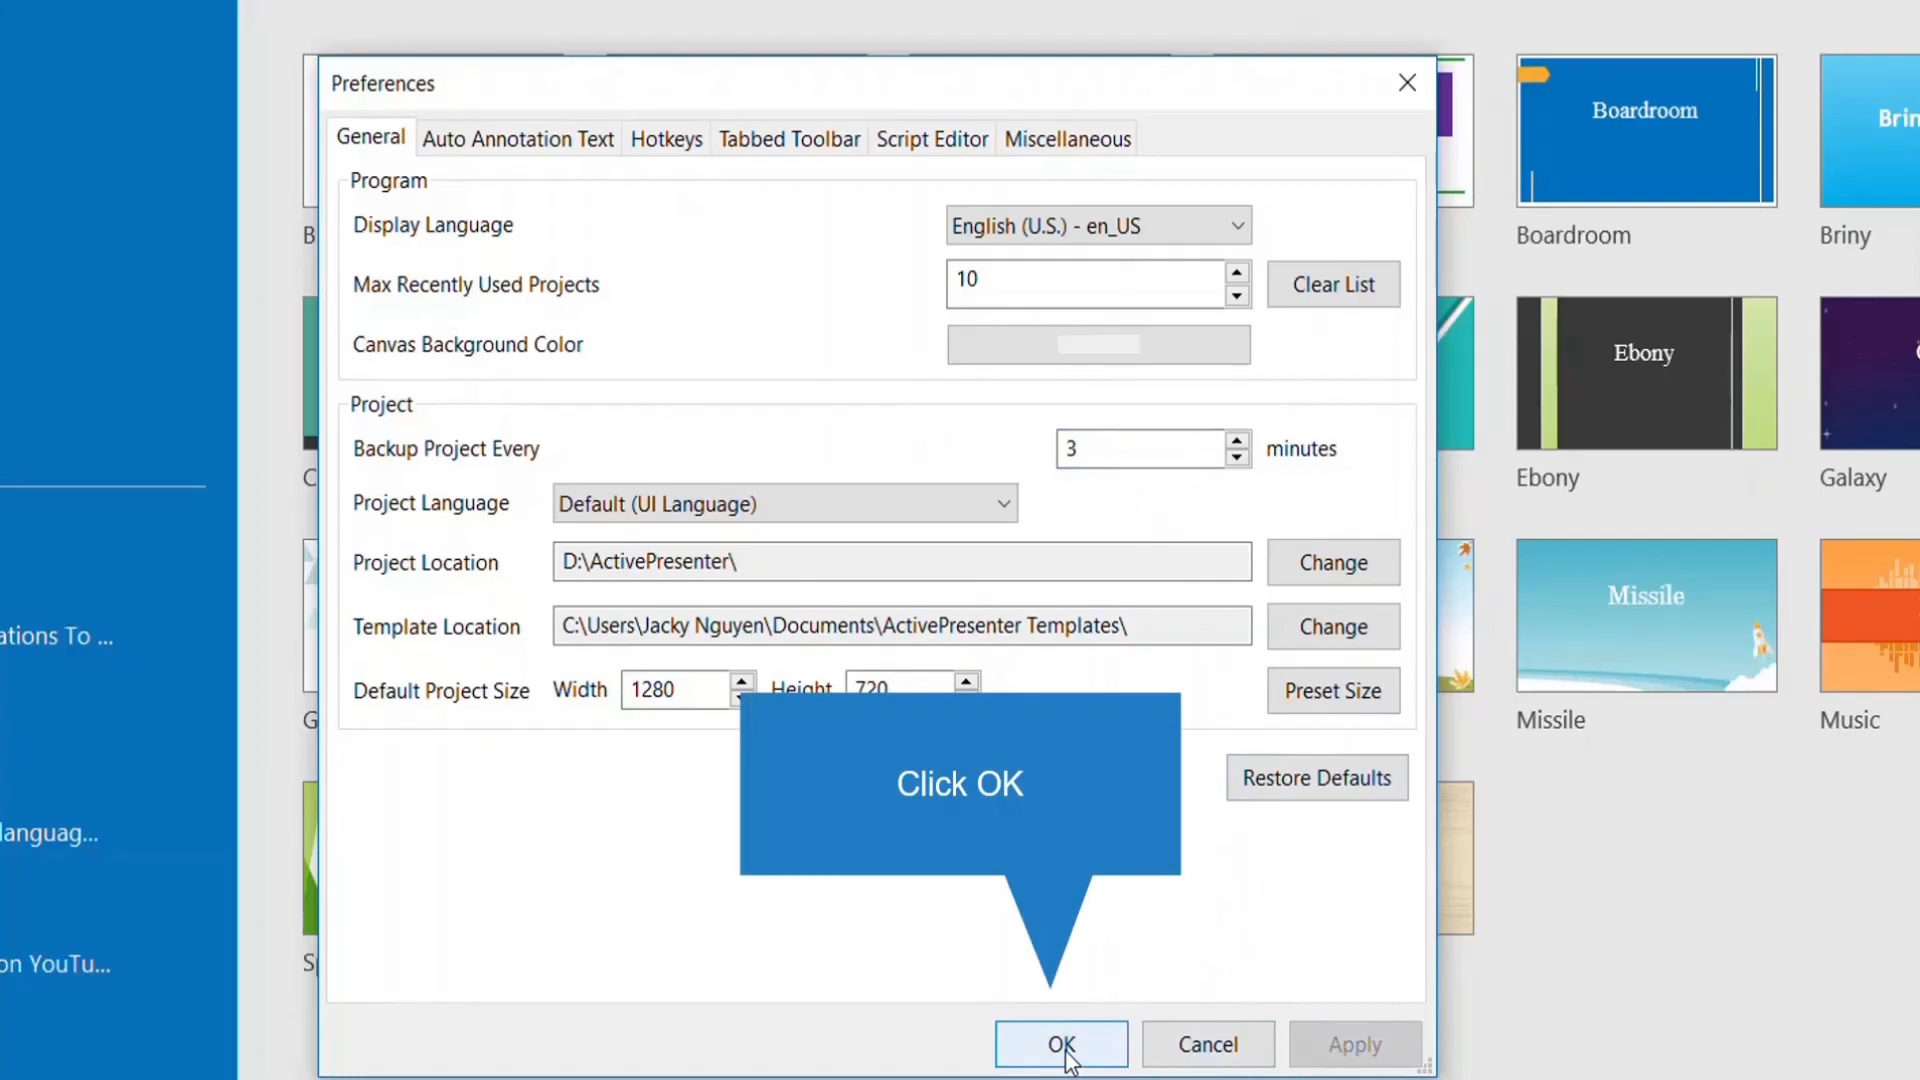 Preferences
General
Auto Annotation Text
Hotkeys
Tabbed Toolbar
Script Editor
Miscellaneous
Program
Display Language
English (U.S.) - en_US
Max Recently Used Projects
10
Clear List
Canvas Background Color
Project
Backup Project Every
3
minutes
Project Language
Default (UI Language)
Project Location
D:\ActivePresenter\
Change
Template Location
C:\Users\Jacky Nguyen\Documents\ActivePresenter Templates\
Change
Default Project Size
Width
1280
Height
720
Preset Size
Restore Defaults
Click OK
OK
Cancel
Apply
Boardroom
Boardroom
Briny
Ebony
Ebony
Galaxy
Missile
Missile
Music
ations To ...
languag...
on YouTu...